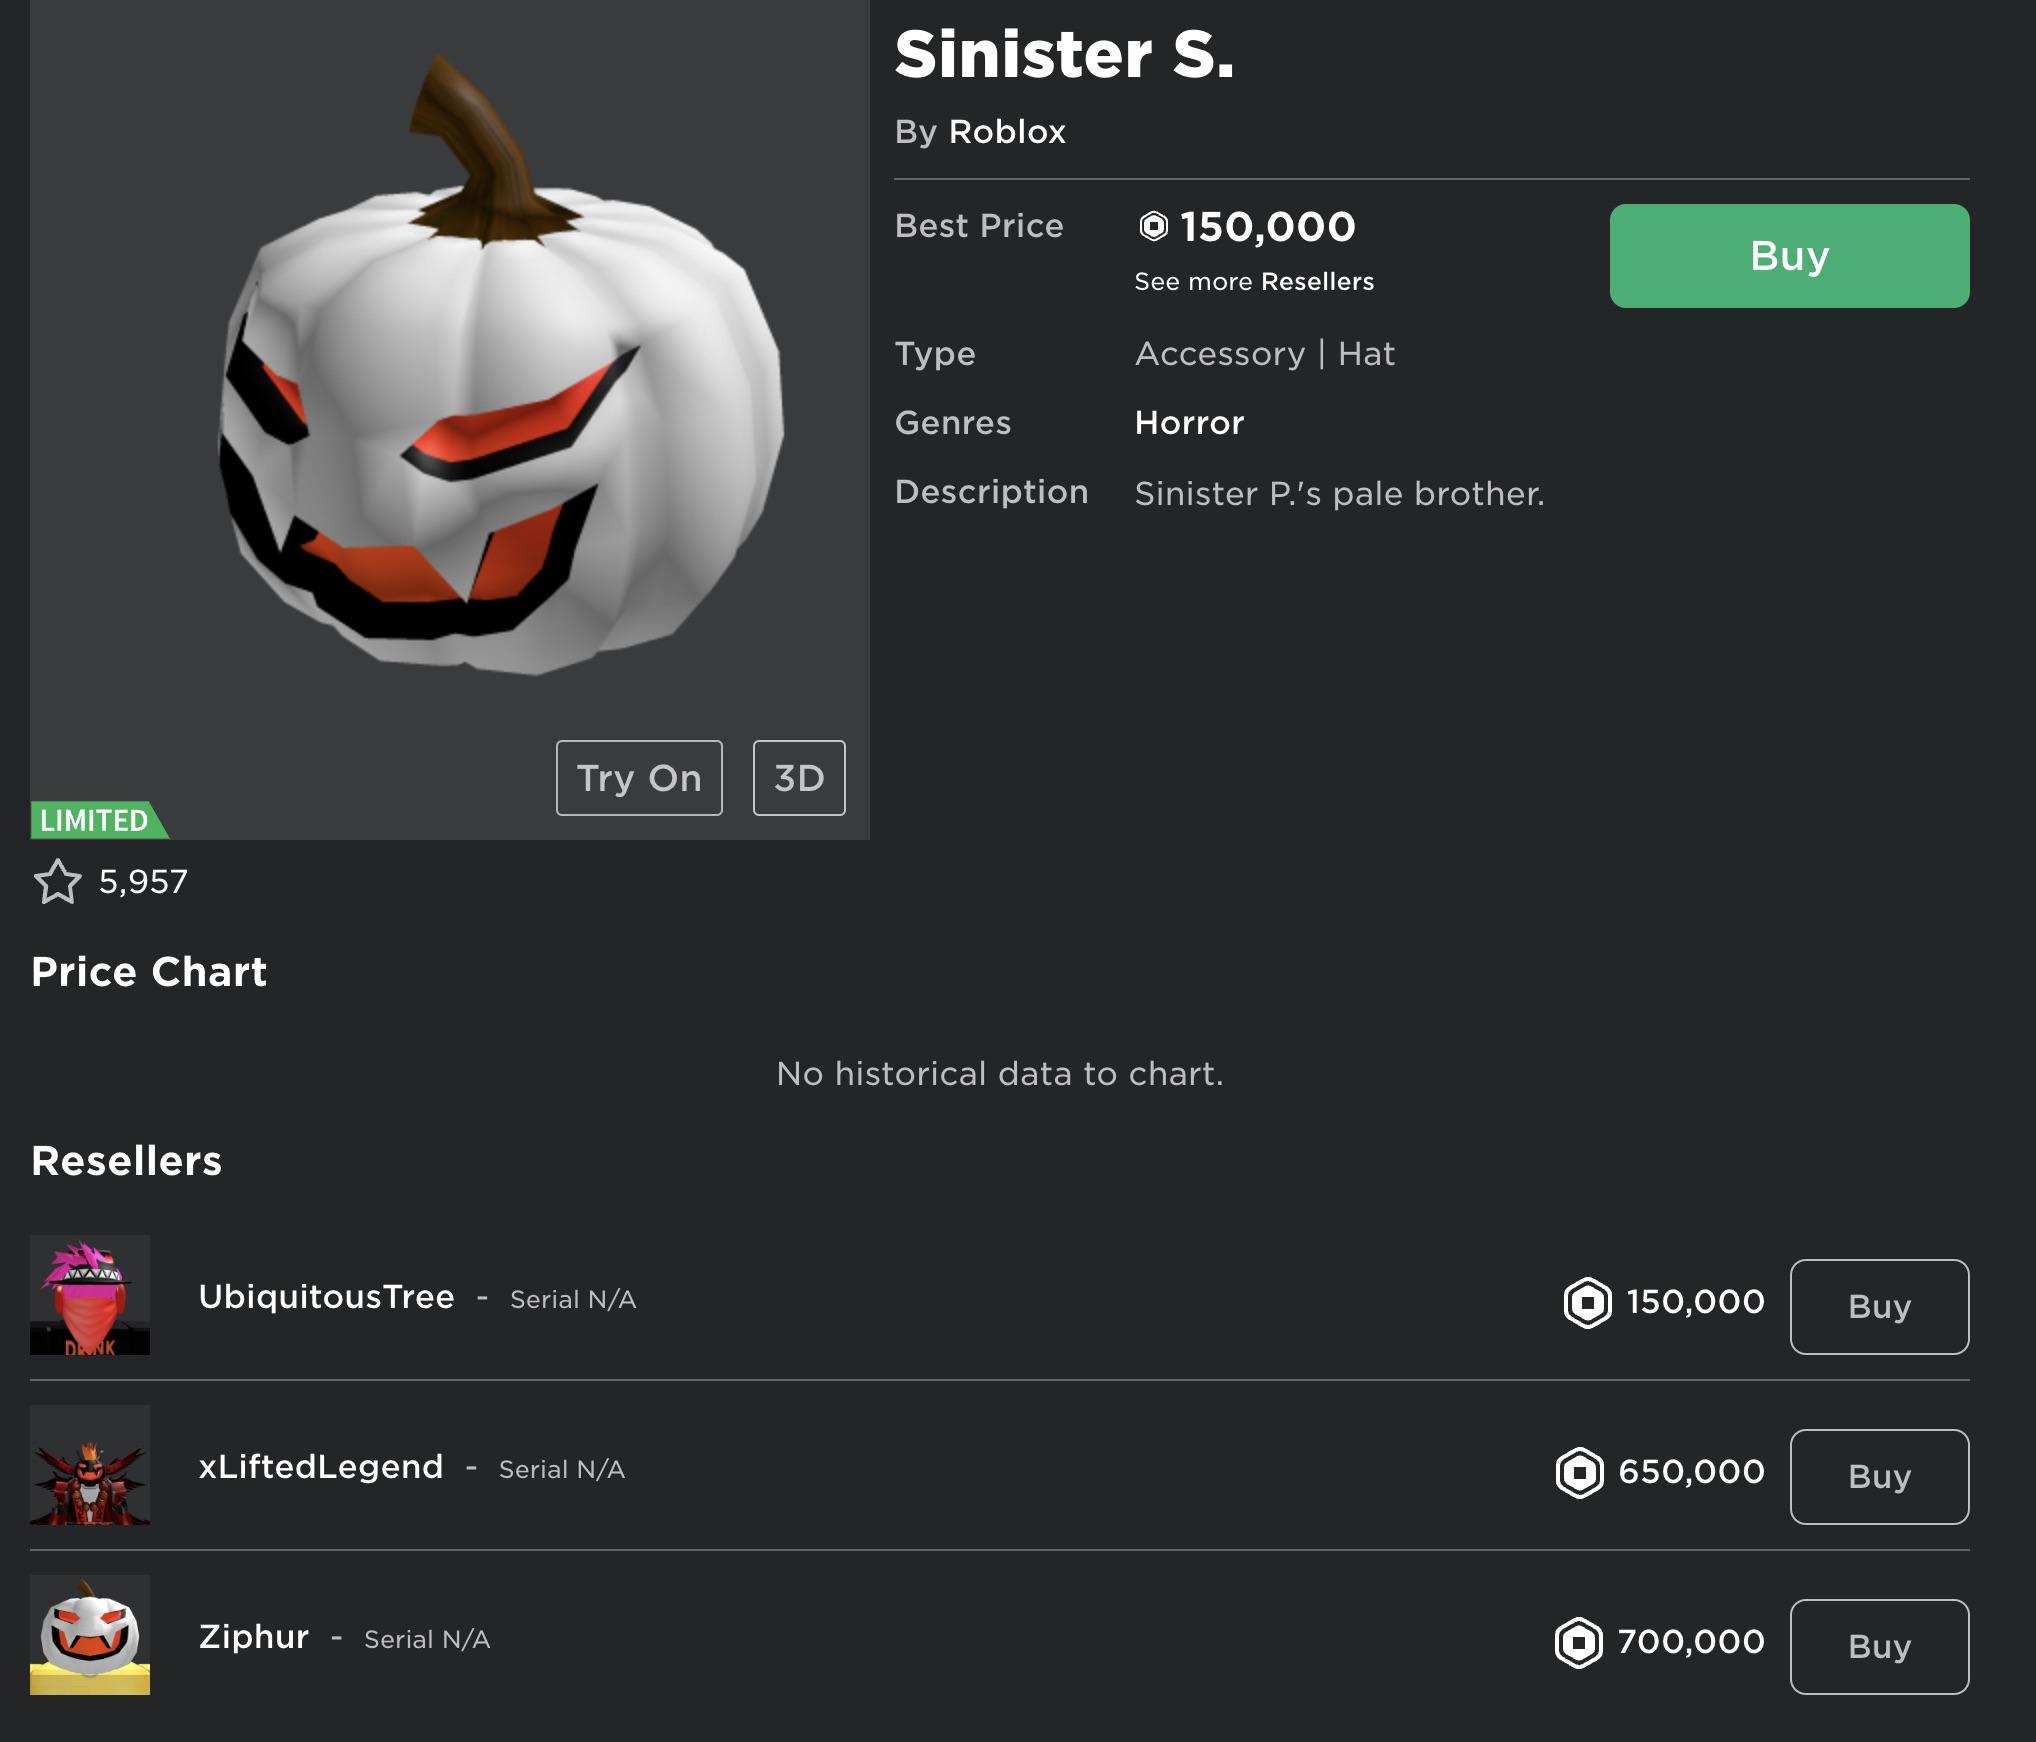 Sinister S.
By Roblox
Best Price 150,000
Buy
See more Resellers
Type Accessory | Hat
Genres Horror
Description Sinister P.'s pale brother.
Try On 3D
LIMITED
5,957
Price Chart
No historical data to chart.
Resellers
UbiquitousTree - Serial N/A 150,000 Buy
DRINK
xLiftedLegend - Serial N/A 650,000 Buy
Ziphur - Serial N/A 700,000 Buy